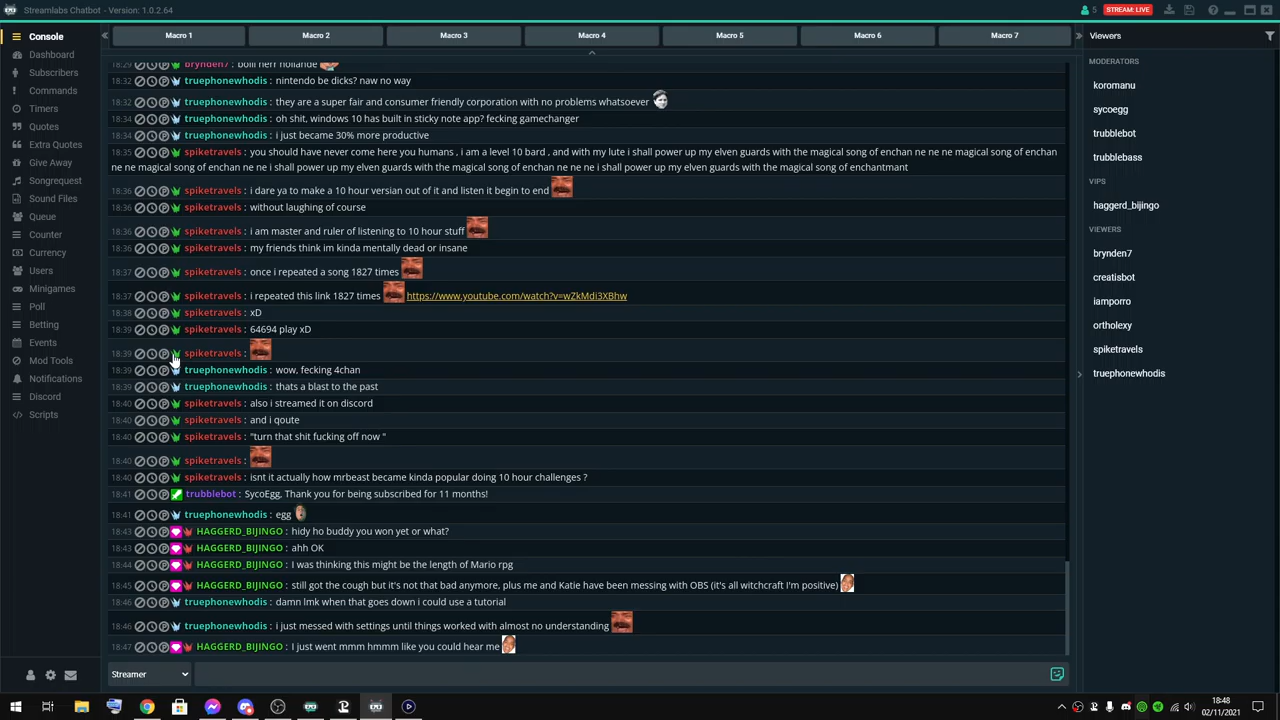 Streamlabs Chatbot - Version: 1.0.2.64
5
STREAM: LIVE
Console
Dashboard
Subscribers
Commands
Timers
Quotes
Extra Quotes
Give Away
Songrequest
Sound Files
Queue
Counter
Currency
Users
Minigames
Poll
Betting
Events
Mod Tools
Discord
Scripts
Macro 1 Macro 2 Macro 3 Macro 4 Macro 5 Macro 6 Macro 7
18:29 brynden7 : bolli herr hollande
18:32 truephonewhodis : nintendo be dicks? naw no way
18:32 truephonewhodis : they are a super fair and consumer friendly corporation with no problems whatsoever
18:34 truephonewhodis : oh shit, windows 10 has built in sticky note app? fecking gamechanger
18:34 truephonewhodis : i just became 30% more productive
18:35 spiketravels : you should have never come here you humans , i am a level 10 bard , and with my lute i shall power up my elven guards with the magical song of enchan ne ne ne magical song of enchan
ne ne magical song of enchan ne ne i shall power up my elven guards with the magical song of enchan ne ne ne i shall power up my elven guards with the magical song of enchantmant
18:36 spiketravels : i dare ya to make a 10 hour versian out of it and listen it begin to end
18:36 spiketravels : without laughing of course
18:36 spiketravels : i am master and ruler of listening to 10 hour stuff
18:36 spiketravels : my friends think im kinda mentally dead or insane
18:37 spiketravels : once i repeated a song 1827 times
18:37 spiketravels : i repeated this link 1827 times https://www.youtube.com/watch?v=wZkMdi3XBhw
18:38 spiketravels : xD
18:39 spiketravels : 64694 play xD
18:39 spiketravels :
18:39 truephonewhodis : wow, fecking 4chan
18:39 truephonewhodis : thats a blast to the past
18:40 spiketravels : also i streamed it on discord
18:40 spiketravels : and i qoute
18:40 spiketravels : "turn that shit fucking off now "
18:40 spiketravels :
18:40 spiketravels : isnt it actually how mrbeast became kinda popular doing 10 hour challenges ?
18:41 trubblebot : SycoEgg, Thank you for being subscribed for 11 months!
18:41 truephonewhodis : egg
18:43 HAGGERD_BIJINGO : hidy ho buddy you won yet or what?
18:43 HAGGERD_BIJINGO : ahh OK
18:44 HAGGERD_BIJINGO : I was thinking this might be the length of Mario rpg
18:45 HAGGERD_BIJINGO : still got the cough but it's not that bad anymore, plus me and Katie have been messing with OBS (it's all witchcraft I'm positive)
18:46 truephonewhodis : damn lmk when that goes down i could use a tutorial
18:46 truephonewhodis : i just messed with settings until things worked with almost no understanding
18:47 HAGGERD_BIJINGO : I just went mmm hmmm like you could hear me
Streamer
Viewers
MODERATORS
koromanu
sycoegg
trubblebot
trubblebass
VIPS
haggerd_bijingo
VIEWERS
brynden7
creatisbot
iamporro
ortholexy
spiketravels
truephonewhodis
18:48
02/11/2021